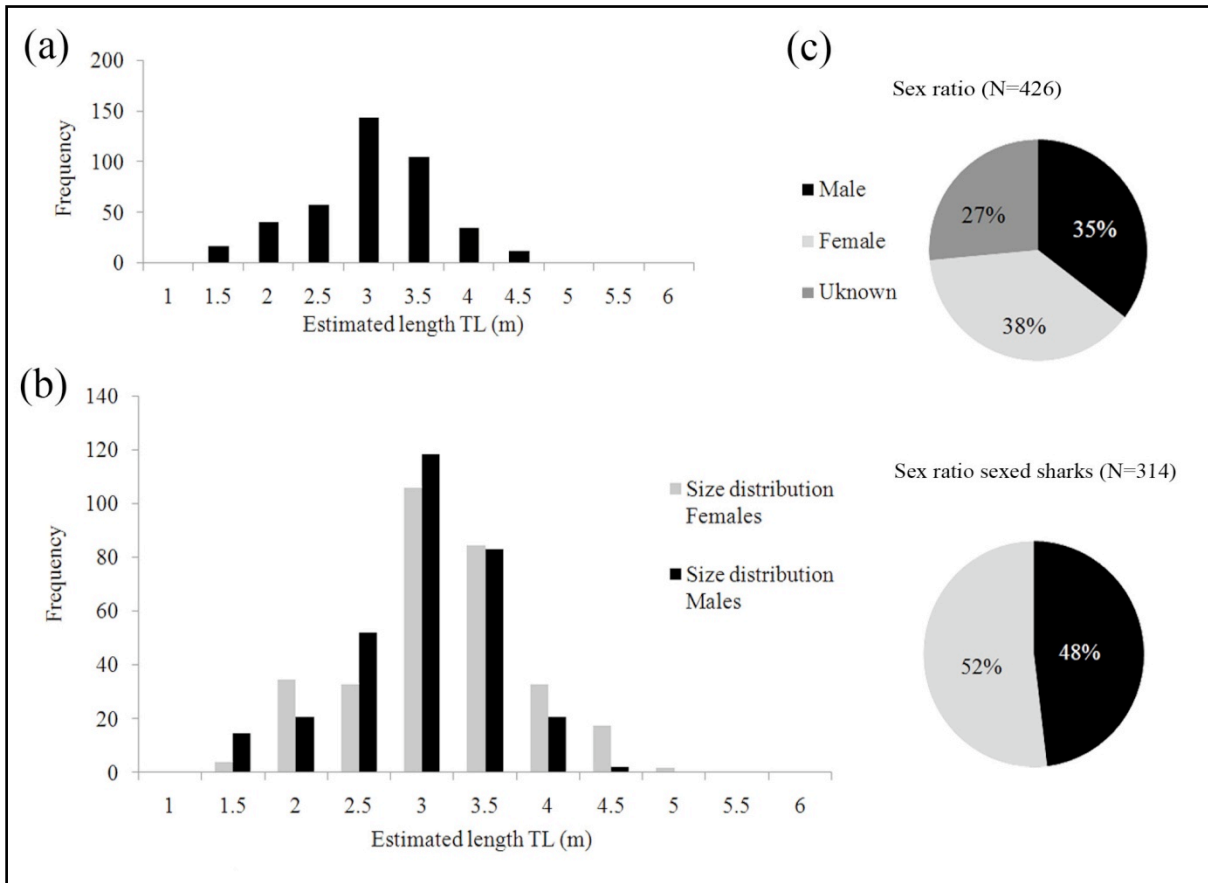 (a)
200
150
100
50
0
Frequency
1 1.5 2 2.5 3 3.5 4 4.5 5 5.5 6
Estimated length TL (m)
(b)
140
120
100
80
60
40
20
0
Frequency
Size distribution
Females
Size distribution
Males
1 1.5 2 2.5 3 3.5 4 4.5 5 5.5 6
Estimated length TL (m)
(c)
Sex ratio (N=426)
Male
Female
Uknown
27%
35%
38%
Sex ratio sexed sharks (N=314)
52%
48%